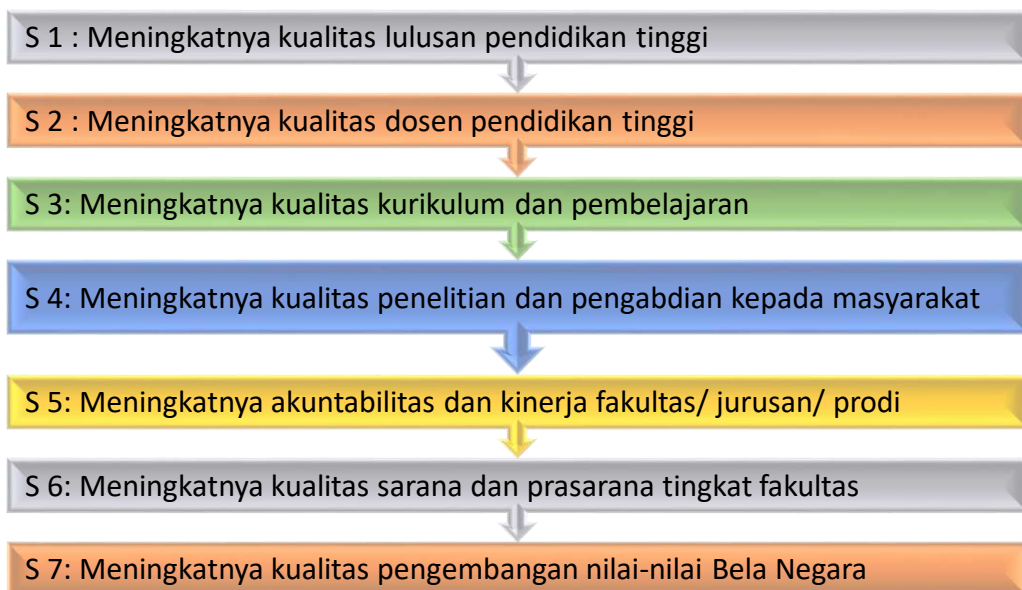 S 1 : Meningkatnya kualitas lulusan pendidikan tinggi
S 2 : Meningkatnya kualitas dosen pendidikan tinggi
S 3: Meningkatnya kualitas kurikulum dan pembelajaran
S 4: Meningkatnya kualitas penelitian dan pengabdian kepada masyarakat
S 5: Meningkatnya akuntabilitas dan kinerja fakultas/ jurusan/ prodi
S 6: Meningkatnya kualitas sarana dan prasarana tingkat fakultas
S 7: Meningkatnya kualitas pengembangan nilai-nilai Bela Negara